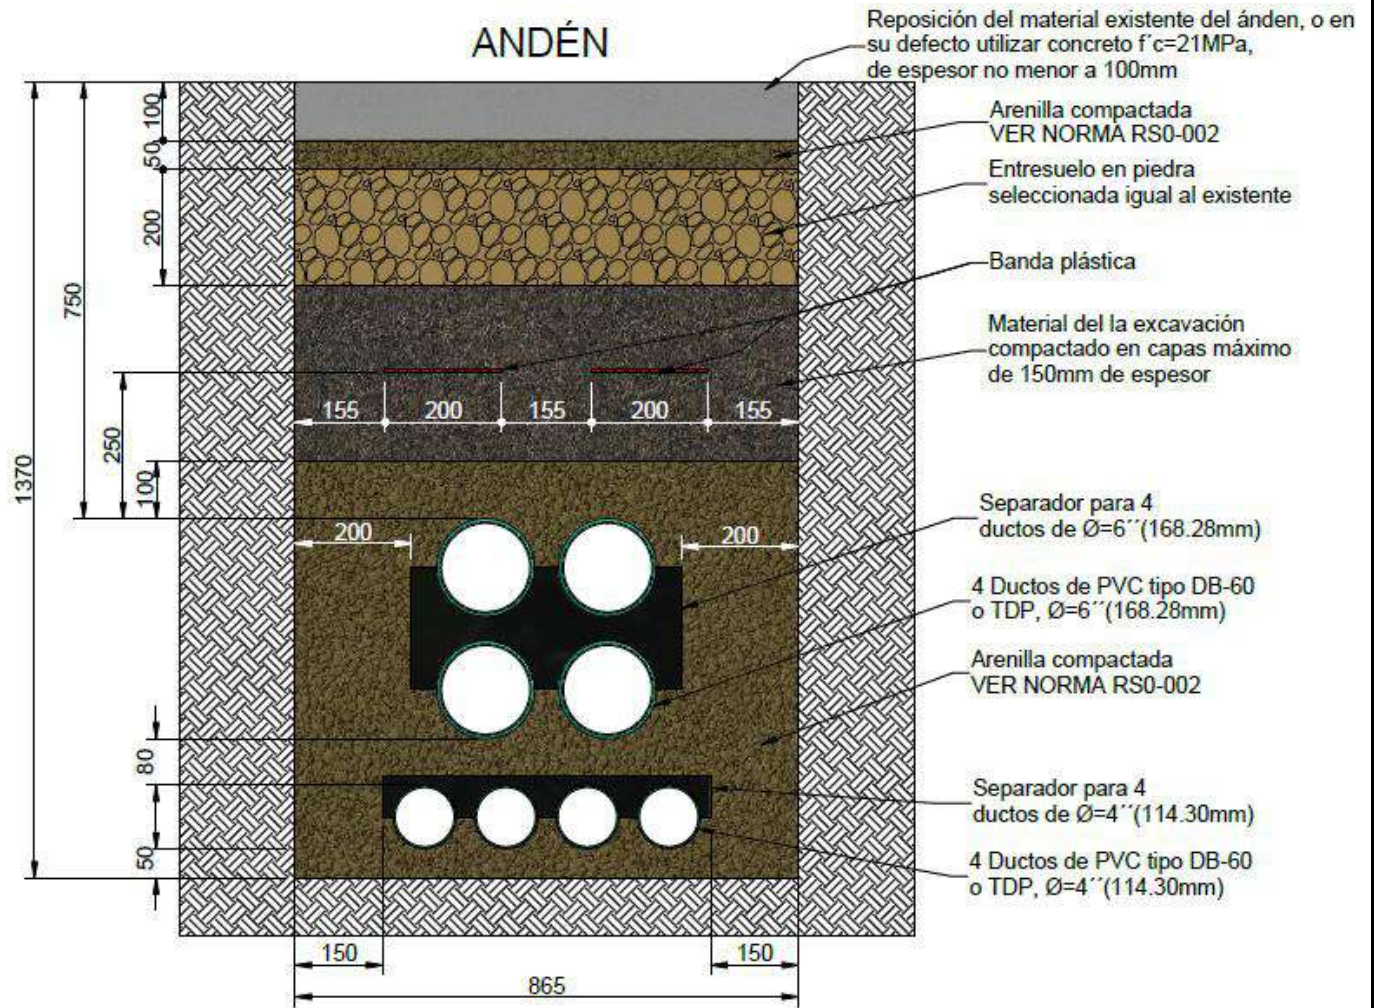 ANDÉN
Reposición del material existente del ánden, o en
su defecto utilizar concreto f´c=21MPa,
de espesor no menor a 100mm
Arenilla compactada
VER NORMA RS0-002
Entresuelo en piedra
seleccionada igual al existente
Banda plástica
Material del la excavación
compactado en capas máximo
de 150mm de espesor
Separador para 4
ductos de Ø=6´´(168.28mm)
4 Ductos de PVC tipo DB-60
o TDP, Ø=6´´(168.28mm)
Arenilla compactada
VER NORMA RS0-002
Separador para 4
ductos de Ø=4´´(114.30mm)
4 Ductos de PVC tipo DB-60
o TDP, Ø=4´´(114.30mm)
1370
750
250
100
50
200
100
80
50
155
200
155
200
155
200
200
150
150
865